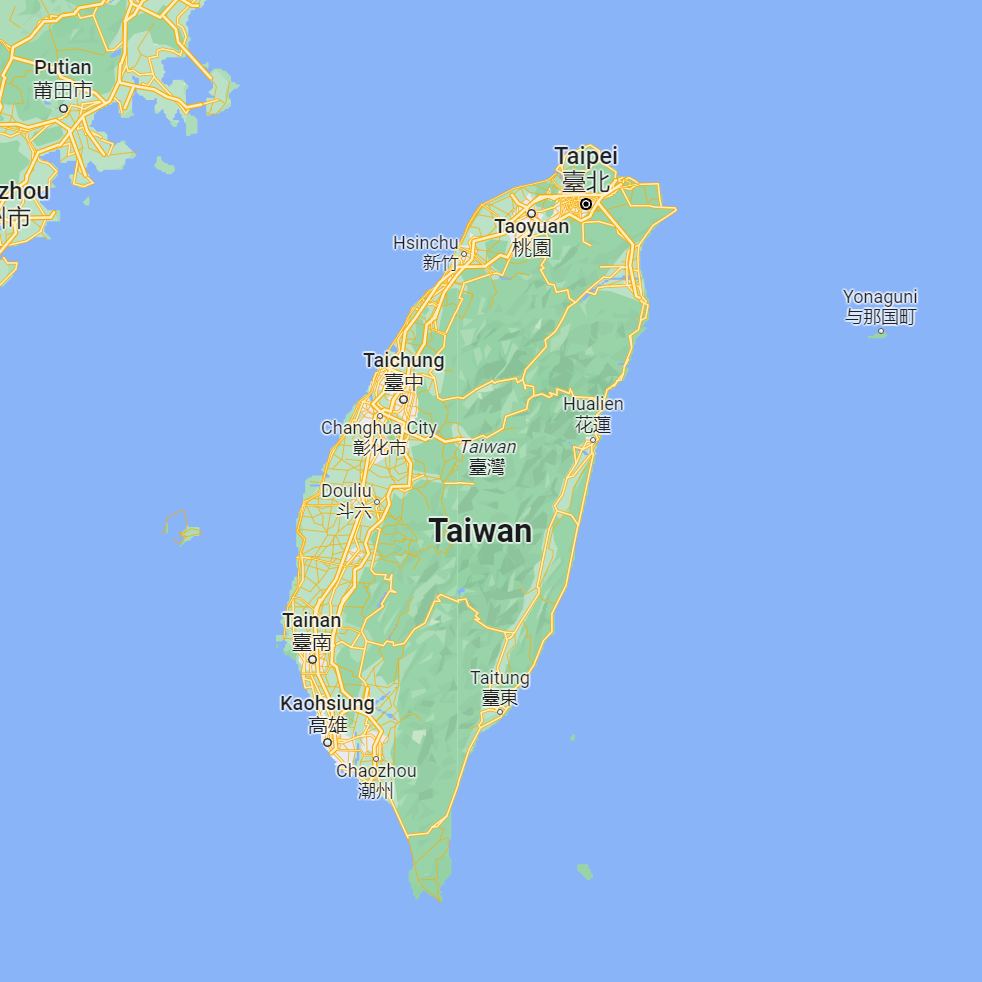 Putian
莆田市
zhou
州市
Taipei
臺北
Taoyuan
桃園
Hsinchu
新竹
Yonaguni
与那国町
Taichung
臺中
Hualien
花蓮
Changhua City
彰化市
Taiwan
臺灣
Douliu
斗六
Taiwan
Tainan
臺南
Taitung
臺東
Kaohsiung
高雄
Chaozhou
潮州